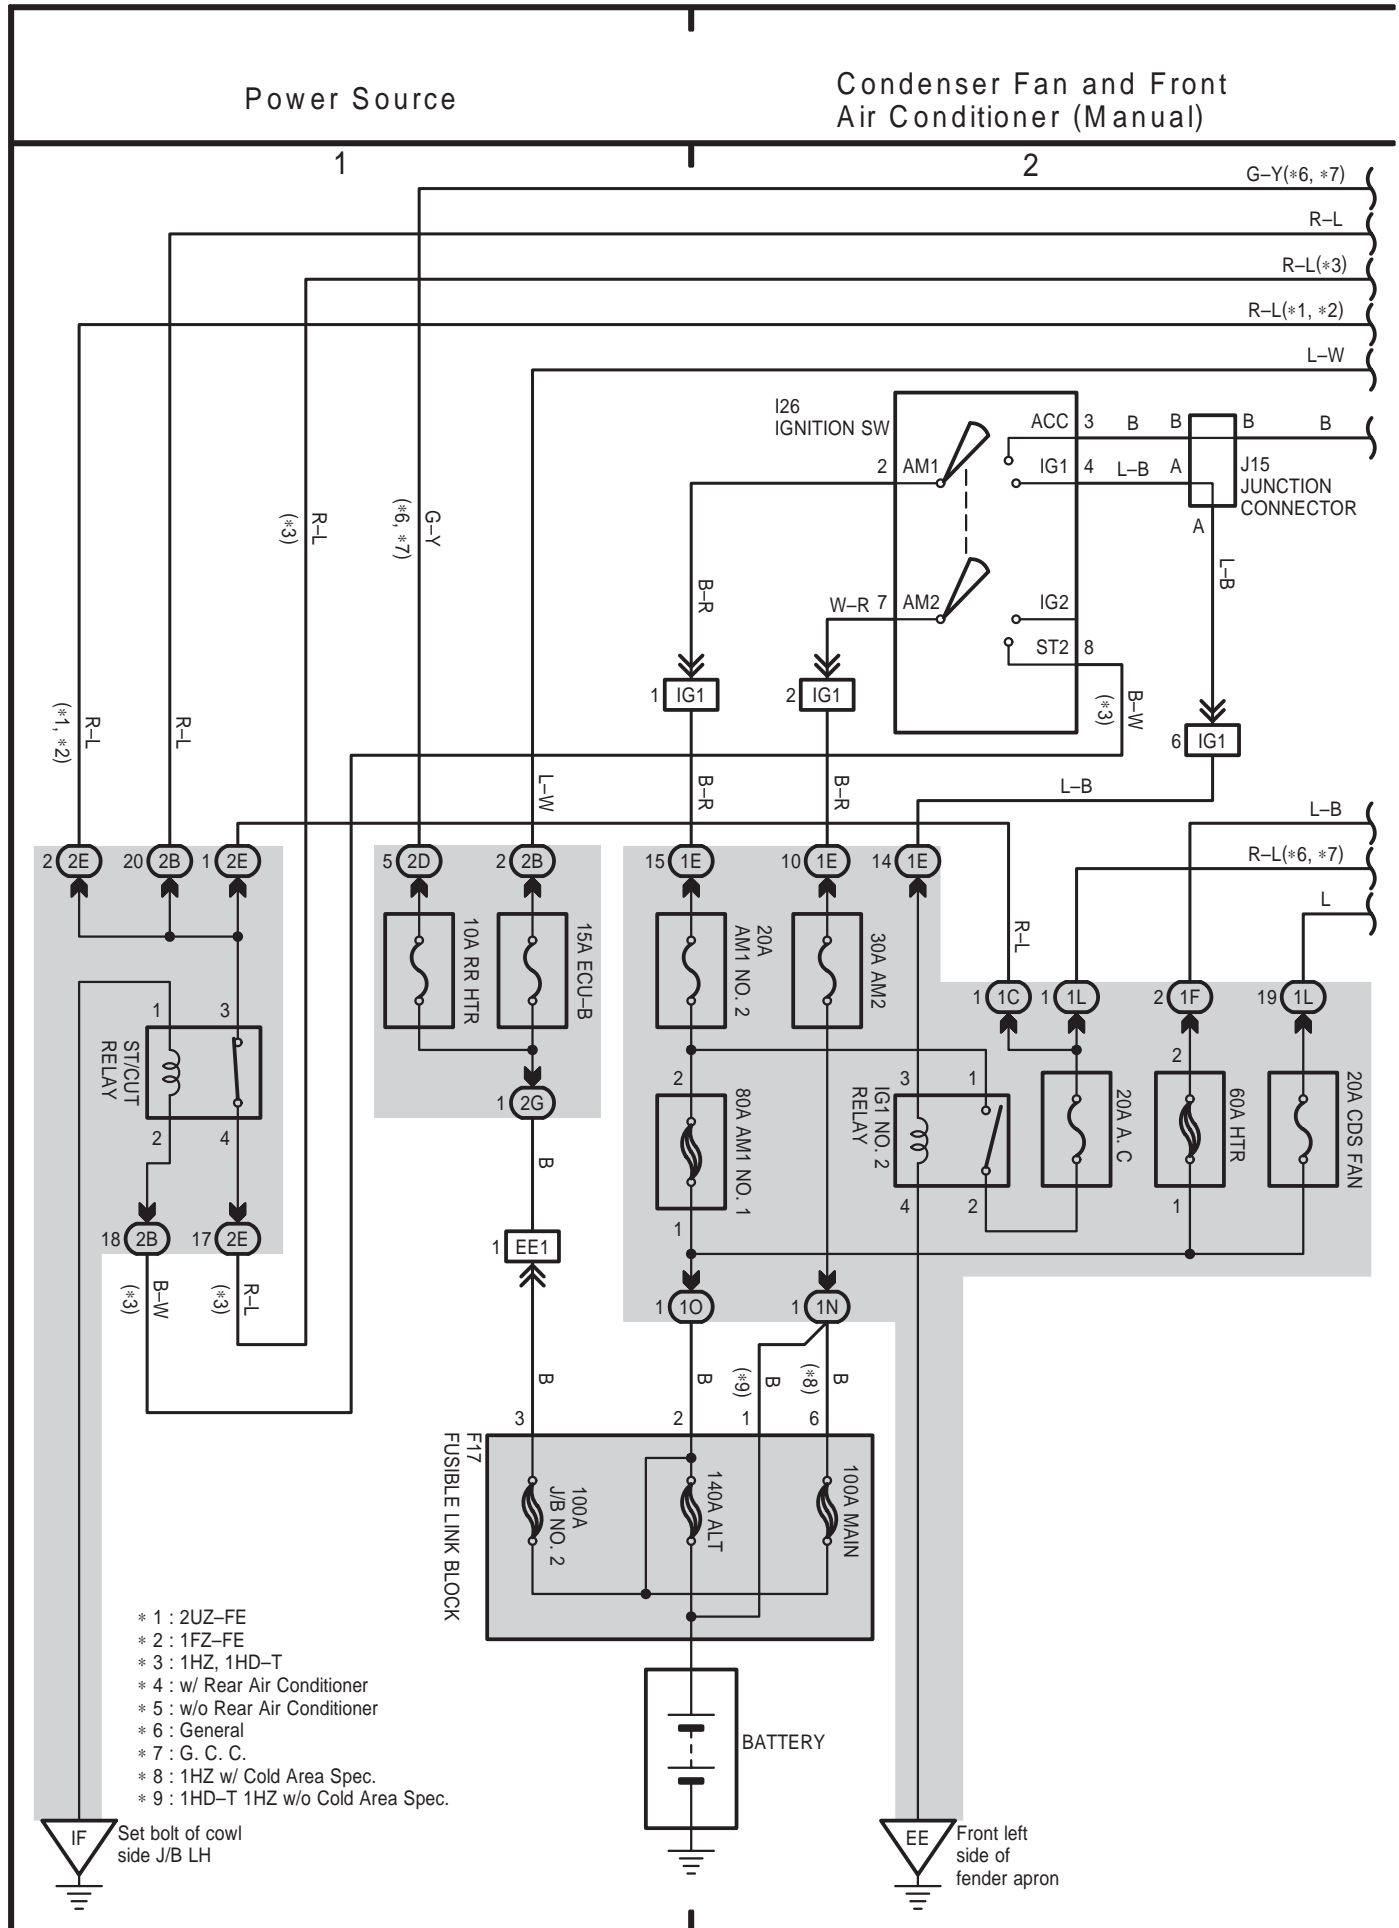 Power Source
Condenser Fan and Front
Air Conditioner (Manual)
1
2
G–Y(∗6, ∗7)
R–L
R–L(∗3)
R–L(∗1, ∗2)
L–W
I26
IGNITION SW
ACC 3 B B B B
2 AM1
IG1 4 L–B A
J15
JUNCTION
CONNECTOR
A
R–L
(∗3)
G–Y
(∗6, ∗7)
B–R
L–B
W–R 7 AM2
IG2
ST2 8
1 IG1
2 IG1
B–W
(∗3)
6 IG1
R–L
(∗1, ∗2)
R–L
L–W
B–R
B–R
L–B
L–B
R–L(∗6, ∗7)
L
2 2E
20 2B
1 2E
5 2D
2 2B
15 1E
10 1E
14 1E
R–L
10A RR HTR
15A ECU–B
20A
AM1 NO. 2
30A AM2
1 1C
1 1L
2 1F
19 1L
1 3
ST/CUT
RELAY
2 4
1 2G
2
80A AM1 NO. 1
1
3 1
IG1 NO. 2
RELAY
4 2
20A A. C
2
60A HTR
1
20A CDS FAN
18 2B
17 2E
B
1 EE1
B–W
(∗3)
R–L
(∗3)
1 1O
1 1N
B
B
B
(∗9)
B
(∗8)
3 2 1 6
F17
FUSIBLE LINK BLOCK
100A
J/B NO. 2
140A ALT
100A MAIN
∗ 1 : 2UZ–FE
∗ 2 : 1FZ–FE
∗ 3 : 1HZ, 1HD–T
∗ 4 : w/ Rear Air Conditioner
∗ 5 : w/o Rear Air Conditioner
∗ 6 : General
∗ 7 : G. C. C.
∗ 8 : 1HZ w/ Cold Area Spec.
∗ 9 : 1HD–T 1HZ w/o Cold Area Spec.
BATTERY
IF
Set bolt of cowl
side J/B LH
EE
Front left
side of
fender apron